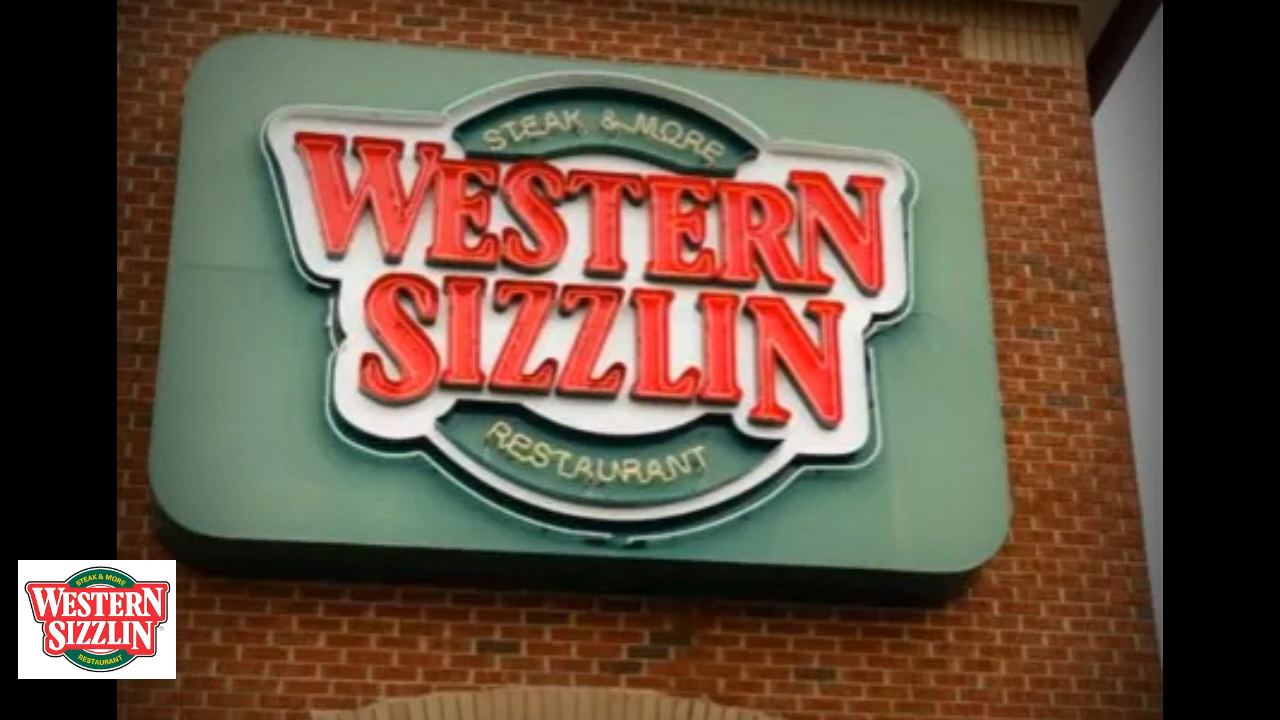 STEAK & MORE
WESTERN
SIZZLIN
RESTAURANT
STEAK & MORE
WESTERN
SIZZLIN
RESTAURANT